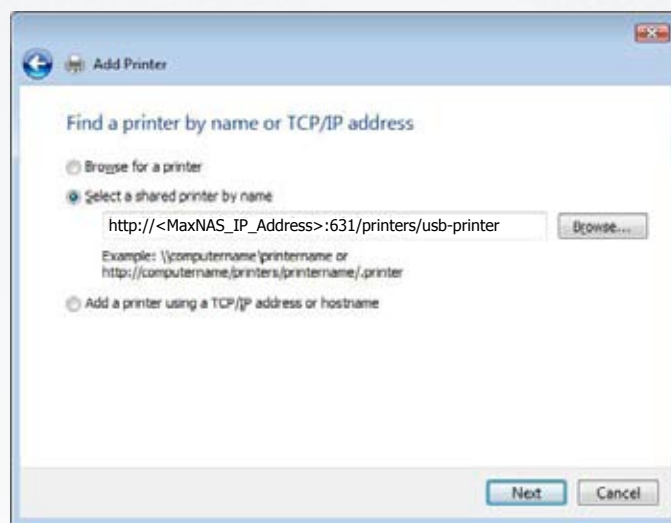 Add Printer
Find a printer by name or TCP/IP address
Browse for a printer
Select a shared printer by name
http://<MaxNAS_IP_Address>:631/printers/usb-printer
Browse...
Example: \\computername\printername or
http://computername/printers/printername/.printer
Add a printer using a TCP/IP address or hostname
Next
Cancel